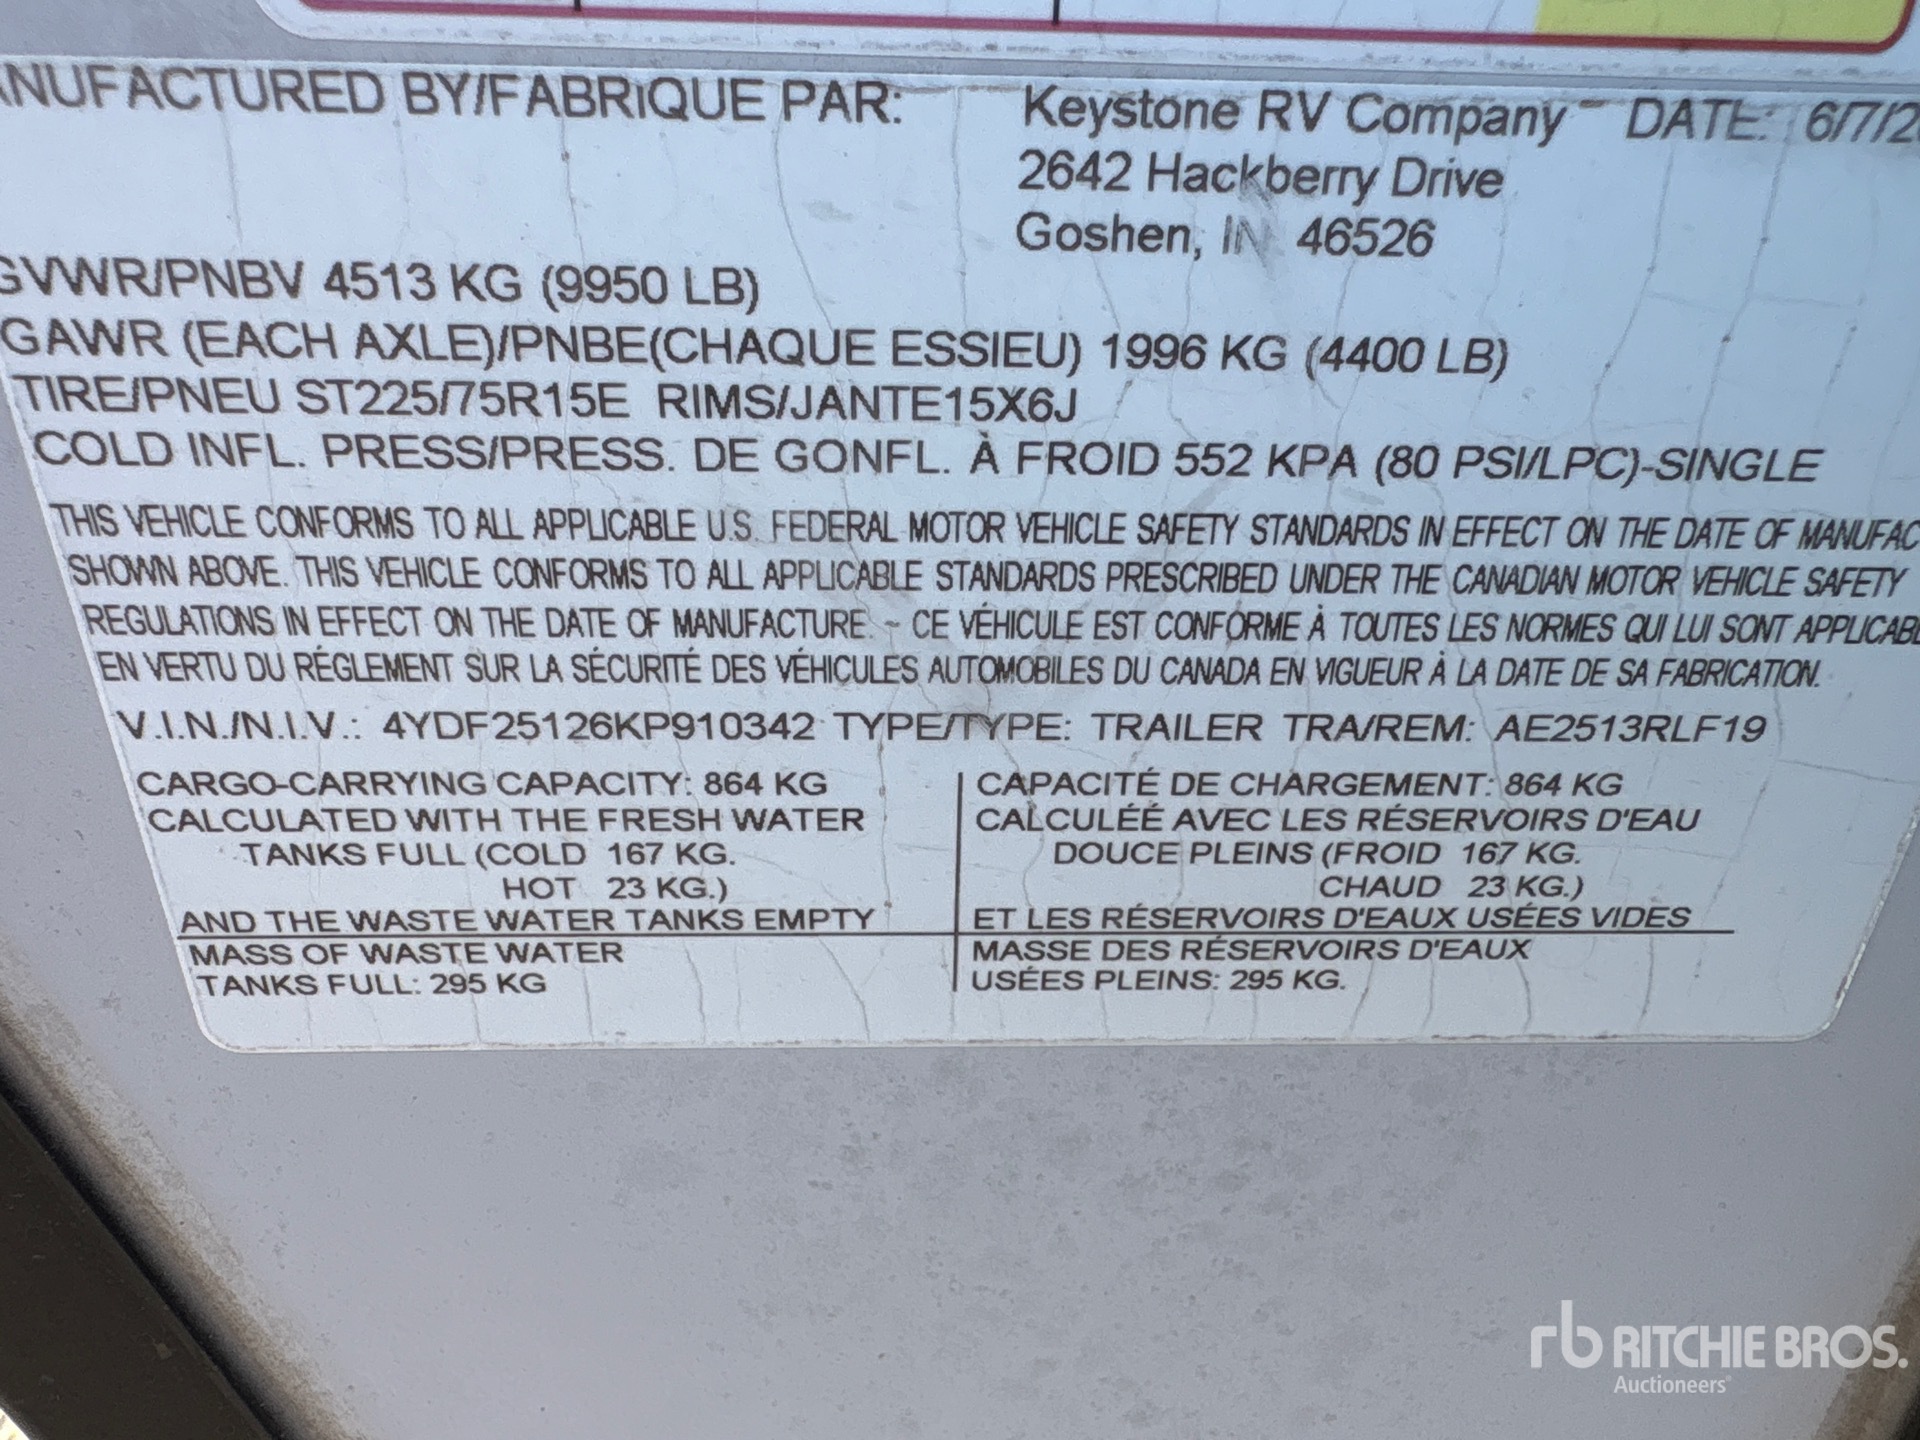 MANUFACTURED BY/FABRIQUE PAR: Keystone RV Company DATE: 6/7/2
2642 Hackberry Drive
Goshen, IN 46526
GVWR/PNBV 4513 KG (9950 LB)
GAWR (EACH AXLE)/PNBE(CHAQUE ESSIEU) 1996 KG (4400 LB)
TIRE/PNEU ST225/75R15E RIMS/JANTE15X6J
COLD INFL. PRESS/PRESS. DE GONFL. À FROID 552 KPA (80 PSI/LPC)-SINGLE
THIS VEHICLE CONFORMS TO ALL APPLICABLE U.S. FEDERAL MOTOR VEHICLE SAFETY STANDARDS IN EFFECT ON THE DATE OF MANUFAC
SHOWN ABOVE. THIS VEHICLE CONFORMS TO ALL APPLICABLE STANDARDS PRESCRIBED UNDER THE CANADIAN MOTOR VEHICLE SAFETY
REGULATIONS IN EFFECT ON THE DATE OF MANUFACTURE. - CE VÉHICULE EST CONFORME À TOUTES LES NORMES QUI LUI SONT APPLICABL
EN VERTU DU RÉGLEMENT SUR LA SÉCURITÉ DES VÉHICULES AUTOMOBILES DU CANADA EN VIGUEUR À LA DATE DE SA FABRICATION.
V.I.N./N.I.V.: 4YDF25126KP910342 TYPE/TYPE: TRAILER TRA/REM: AE2513RLF19
CARGO-CARRYING CAPACITY: 864 KG
CALCULATED WITH THE FRESH WATER
TANKS FULL (COLD 167 KG.
HOT 23 KG.)
AND THE WASTE WATER TANKS EMPTY
MASS OF WASTE WATER
TANKS FULL: 295 KG
CAPACITÉ DE CHARGEMENT: 864 KG
CALCULÉÉ AVEC LES RÉSERVOIRS D'EAU
DOUCE PLEINS (FROID 167 KG.
CHAUD 23 KG.)
ET LES RÉSERVOIRS D'EAUX USÉES VIDES
MASSE DES RÉSERVOIRS D'EAUX
USÉES PLEINS: 295 KG.
rb RITCHIE BROS.
Auctioneers